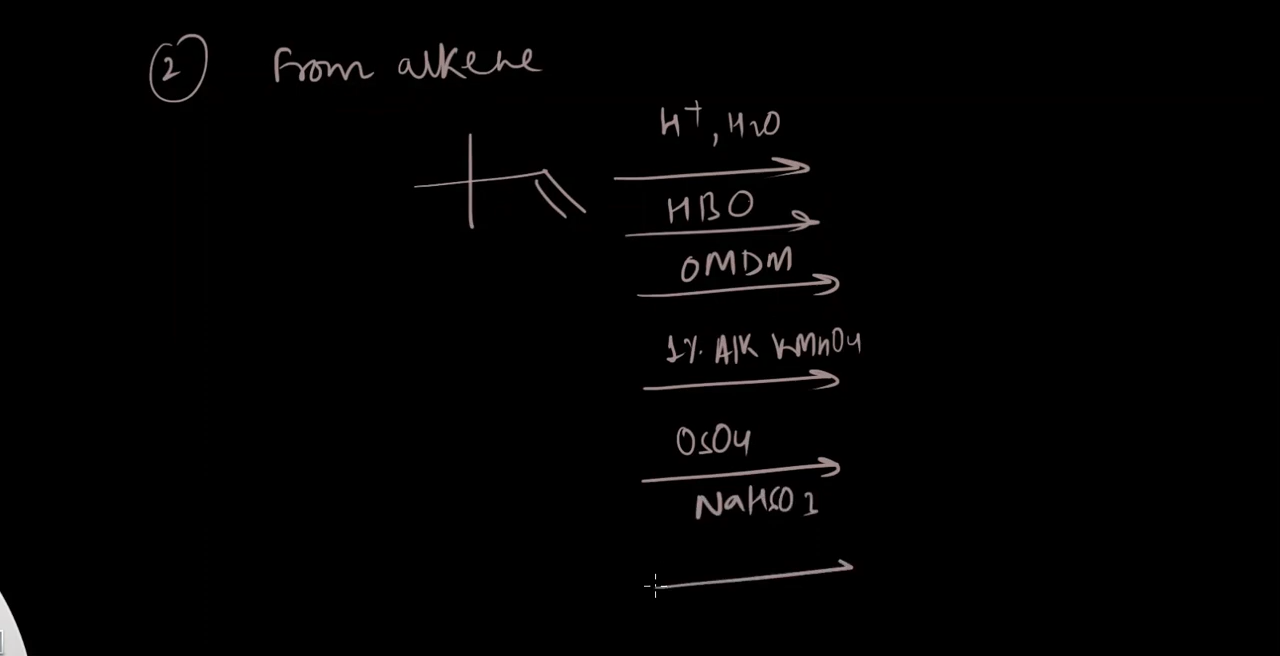 ② From alkene
H⁺, H₂O
HBO
OMDM
1% Alk KMnO₄
OsO₄
NaHSO₃